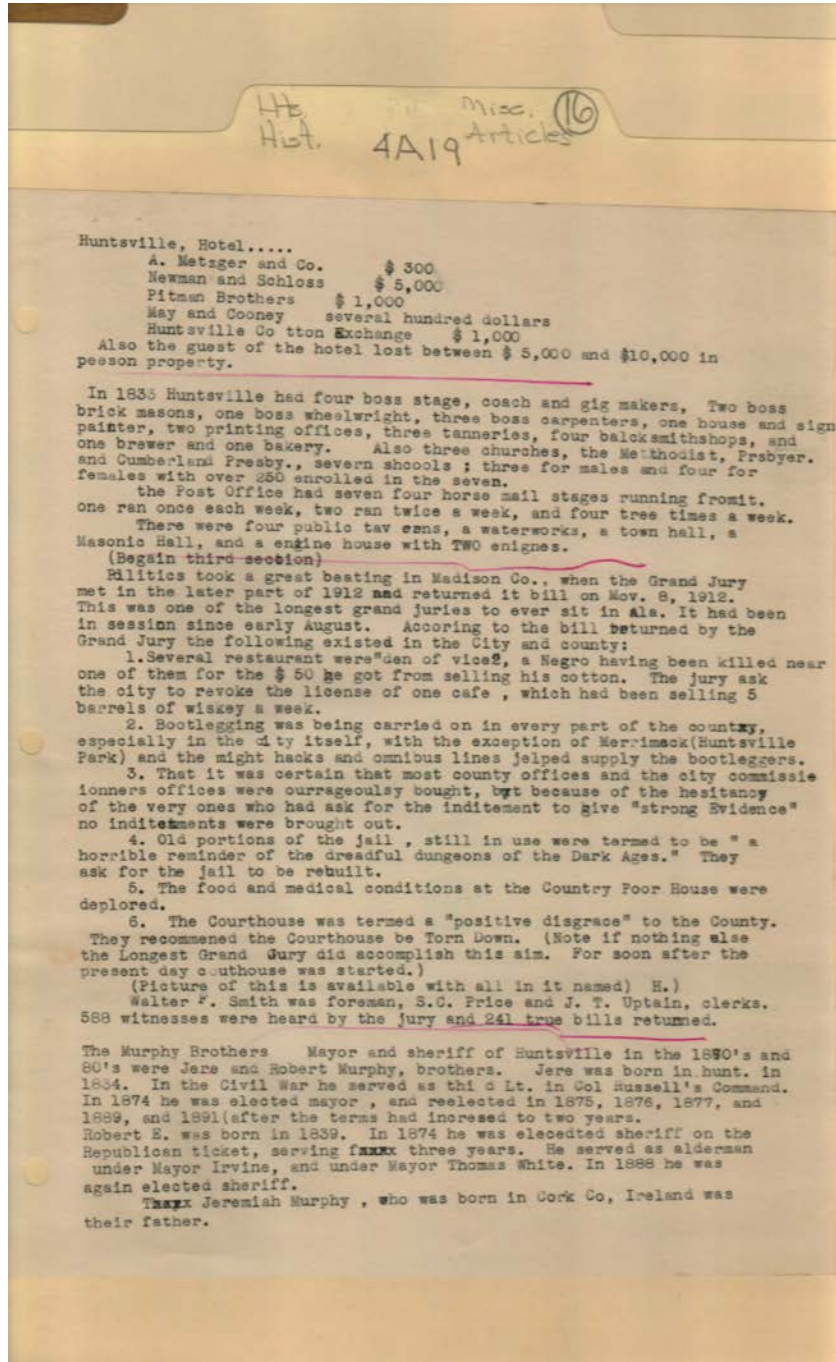 LHs
Hist.
Misc.
Articles
16
4A19
Huntsville, Hotel.....
A. Metzger and Co. $ 300
Newman and Schloss $ 5,000
Pitman Brothers $ 1,000
May and Cooney several hundred dollars
Huntsville Co tton Exchange $ 1,000
Also the guest of the hotel lost between $ 5,000 and $10,000 in
peeson property.
In 1833 Huntsville had four boss stage, coach and gig makers, Two boss
brick masons, one boss wheelwright, three boss carpenters, one house and sign
painter, two printing offices, three tanneries, four balcksmithshops, and
one brewer and one bakery. Also three churches, the Metthodist, Prsbyer.
and Cumberland Presby., severn shcools ; three for males and four for
females with over 250 enrolled in the seven.
the Post Office had seven four horse mail stages running fromit.
one ran once each week, two ran twice a week, and four tree times a week.
There were four public tav erns, a waterworks, a town hall, a
Masonic Hall, and a engine house with TWO enignes.
(Begain third section)
Politics took a great beating in Madison Co., when the Grand Jury
met in the later part of 1912 and returned it bill on Nov. 8, 1912.
This was one of the longest grand juries to ever sit in Ala. It had been
in session since early August. Accoring to the bill returned by the
Grand Jury the following existed in the City and county:
1.Several restaurant were"den of vice", a Negro having been killed near
one of them for the $ 50 he got from selling his cotton. The jury ask
the city to revoke the license of one cafe , which had been selling 5
barrels of wiskey a week.
2. Bootlegging was being carried on in every part of the country,
especially in the city itself, with the exception of Merrimack(Huntsville
Park) and the might hacks and omnibus lines jelped supply the bootleggers.
3. That it was certain that most county offices and the city commissie
ionners offices were ourrageoulsy bought, but because of the hesitancy
of the very ones who had ask for the inditement to give "strong Evidence"
no inditements were brought out.
4. Old portions of the jail , still in use were termed to be " a
horrible reminder of the dreadful dungeons of the Dark Ages." They
ask for the jail to be rebuilt.
5. The food and medical conditions at the Country Poor House were
deplored.
6. The Courthouse was termed a "positive disgrace" to the County.
They recommened the Courthouse be Torn Down. (Note if nothing else
the Longest Grand Jury did accomplish this aim. For soon after the
present day couthouse was started.)
(Picture of this is available with all in it named) H.)
Walter F. Smith was foreman, S.C. Price and J. T. Uptain, clerks.
588 witnesses were heard by the jury and 241 true bills returned.
The Murphy Brothers Mayor and sheriff of Huntsville in the 1870's and
80's were Jere and Robert Murphy, brothers. Jere was born in hunt. in
1834. In the Civil War he served as thi d Lt. in Col Russell's Command.
In 1874 he was elected mayor , and reelected in 1875, 1876, 1877, and
1889, and 1891(after the terms had incresed to two years.
Robert E. was born in 1839. In 1874 he was elecedted sheriff on the
Republican ticket, serving faxxx three years. He served as alderman
under Mayor Irvine, and under Mayor Thomas White. In 1888 he was
again elected sheriff.
Txxxx Jeremiah Murphy , who was born in Cork Co, Ireland was
their father.